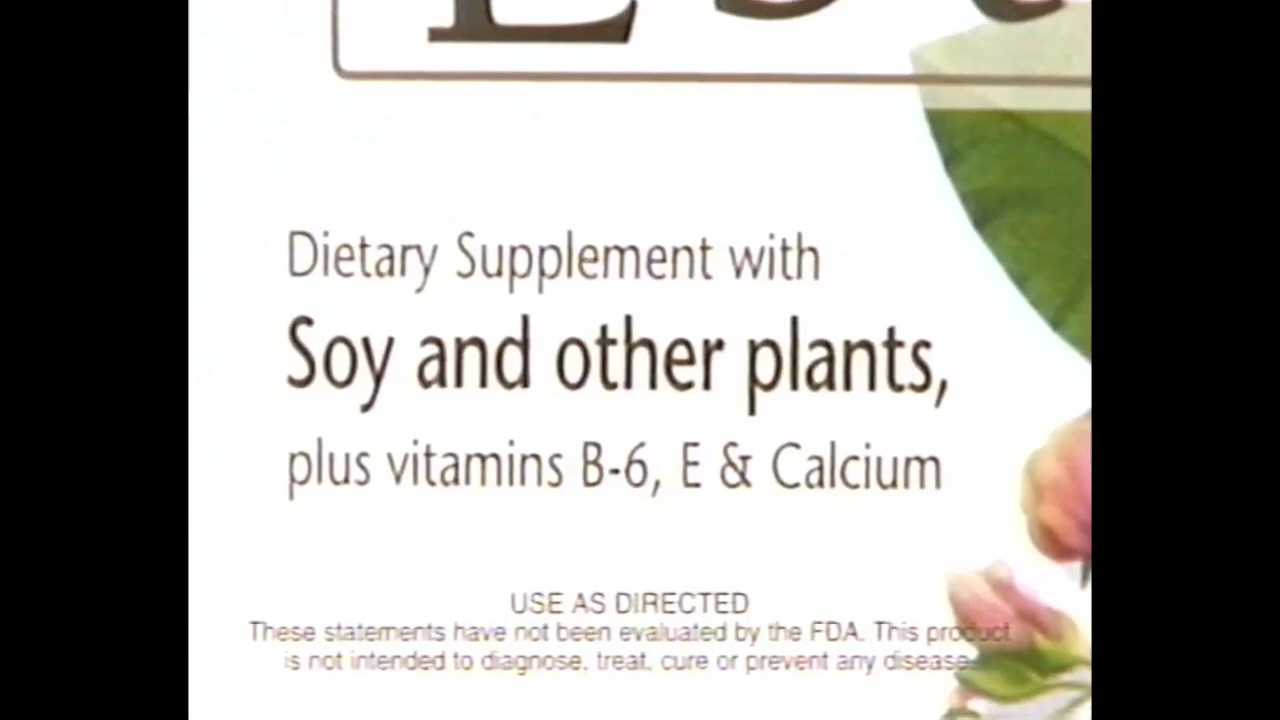 Dietary Supplement with
Soy and other plants,
plus vitamins B-6, E & Calcium
USE AS DIRECTED
These statements have not been evaluated by the FDA. This product
is not intended to diagnose, treat, cure or prevent any disease.